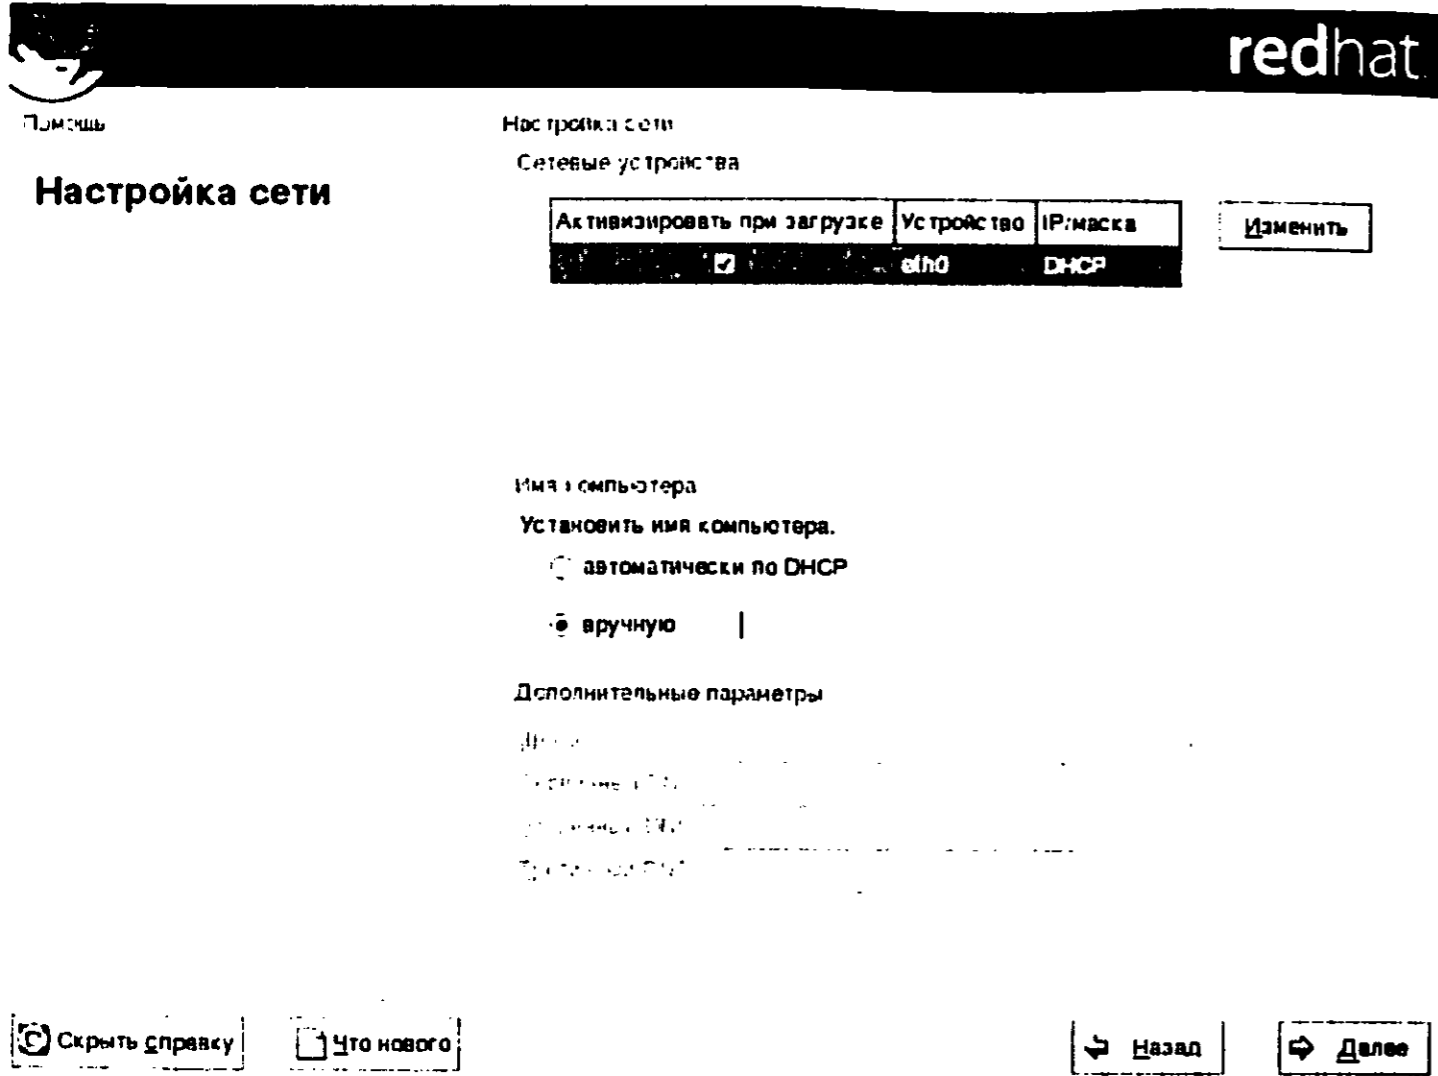 redhat
Помощь
Настройка сети
Настройка сети
Сетевые устройства
Активизировать при загрузке Устройство IP/маска
eth0 DHCP
Изменить
Имя компьютера
Установить имя компьютера.
автоматически по DHCP
вручную
Дополнительные параметры
Скрыть справку
Что нового
Назад
Далее